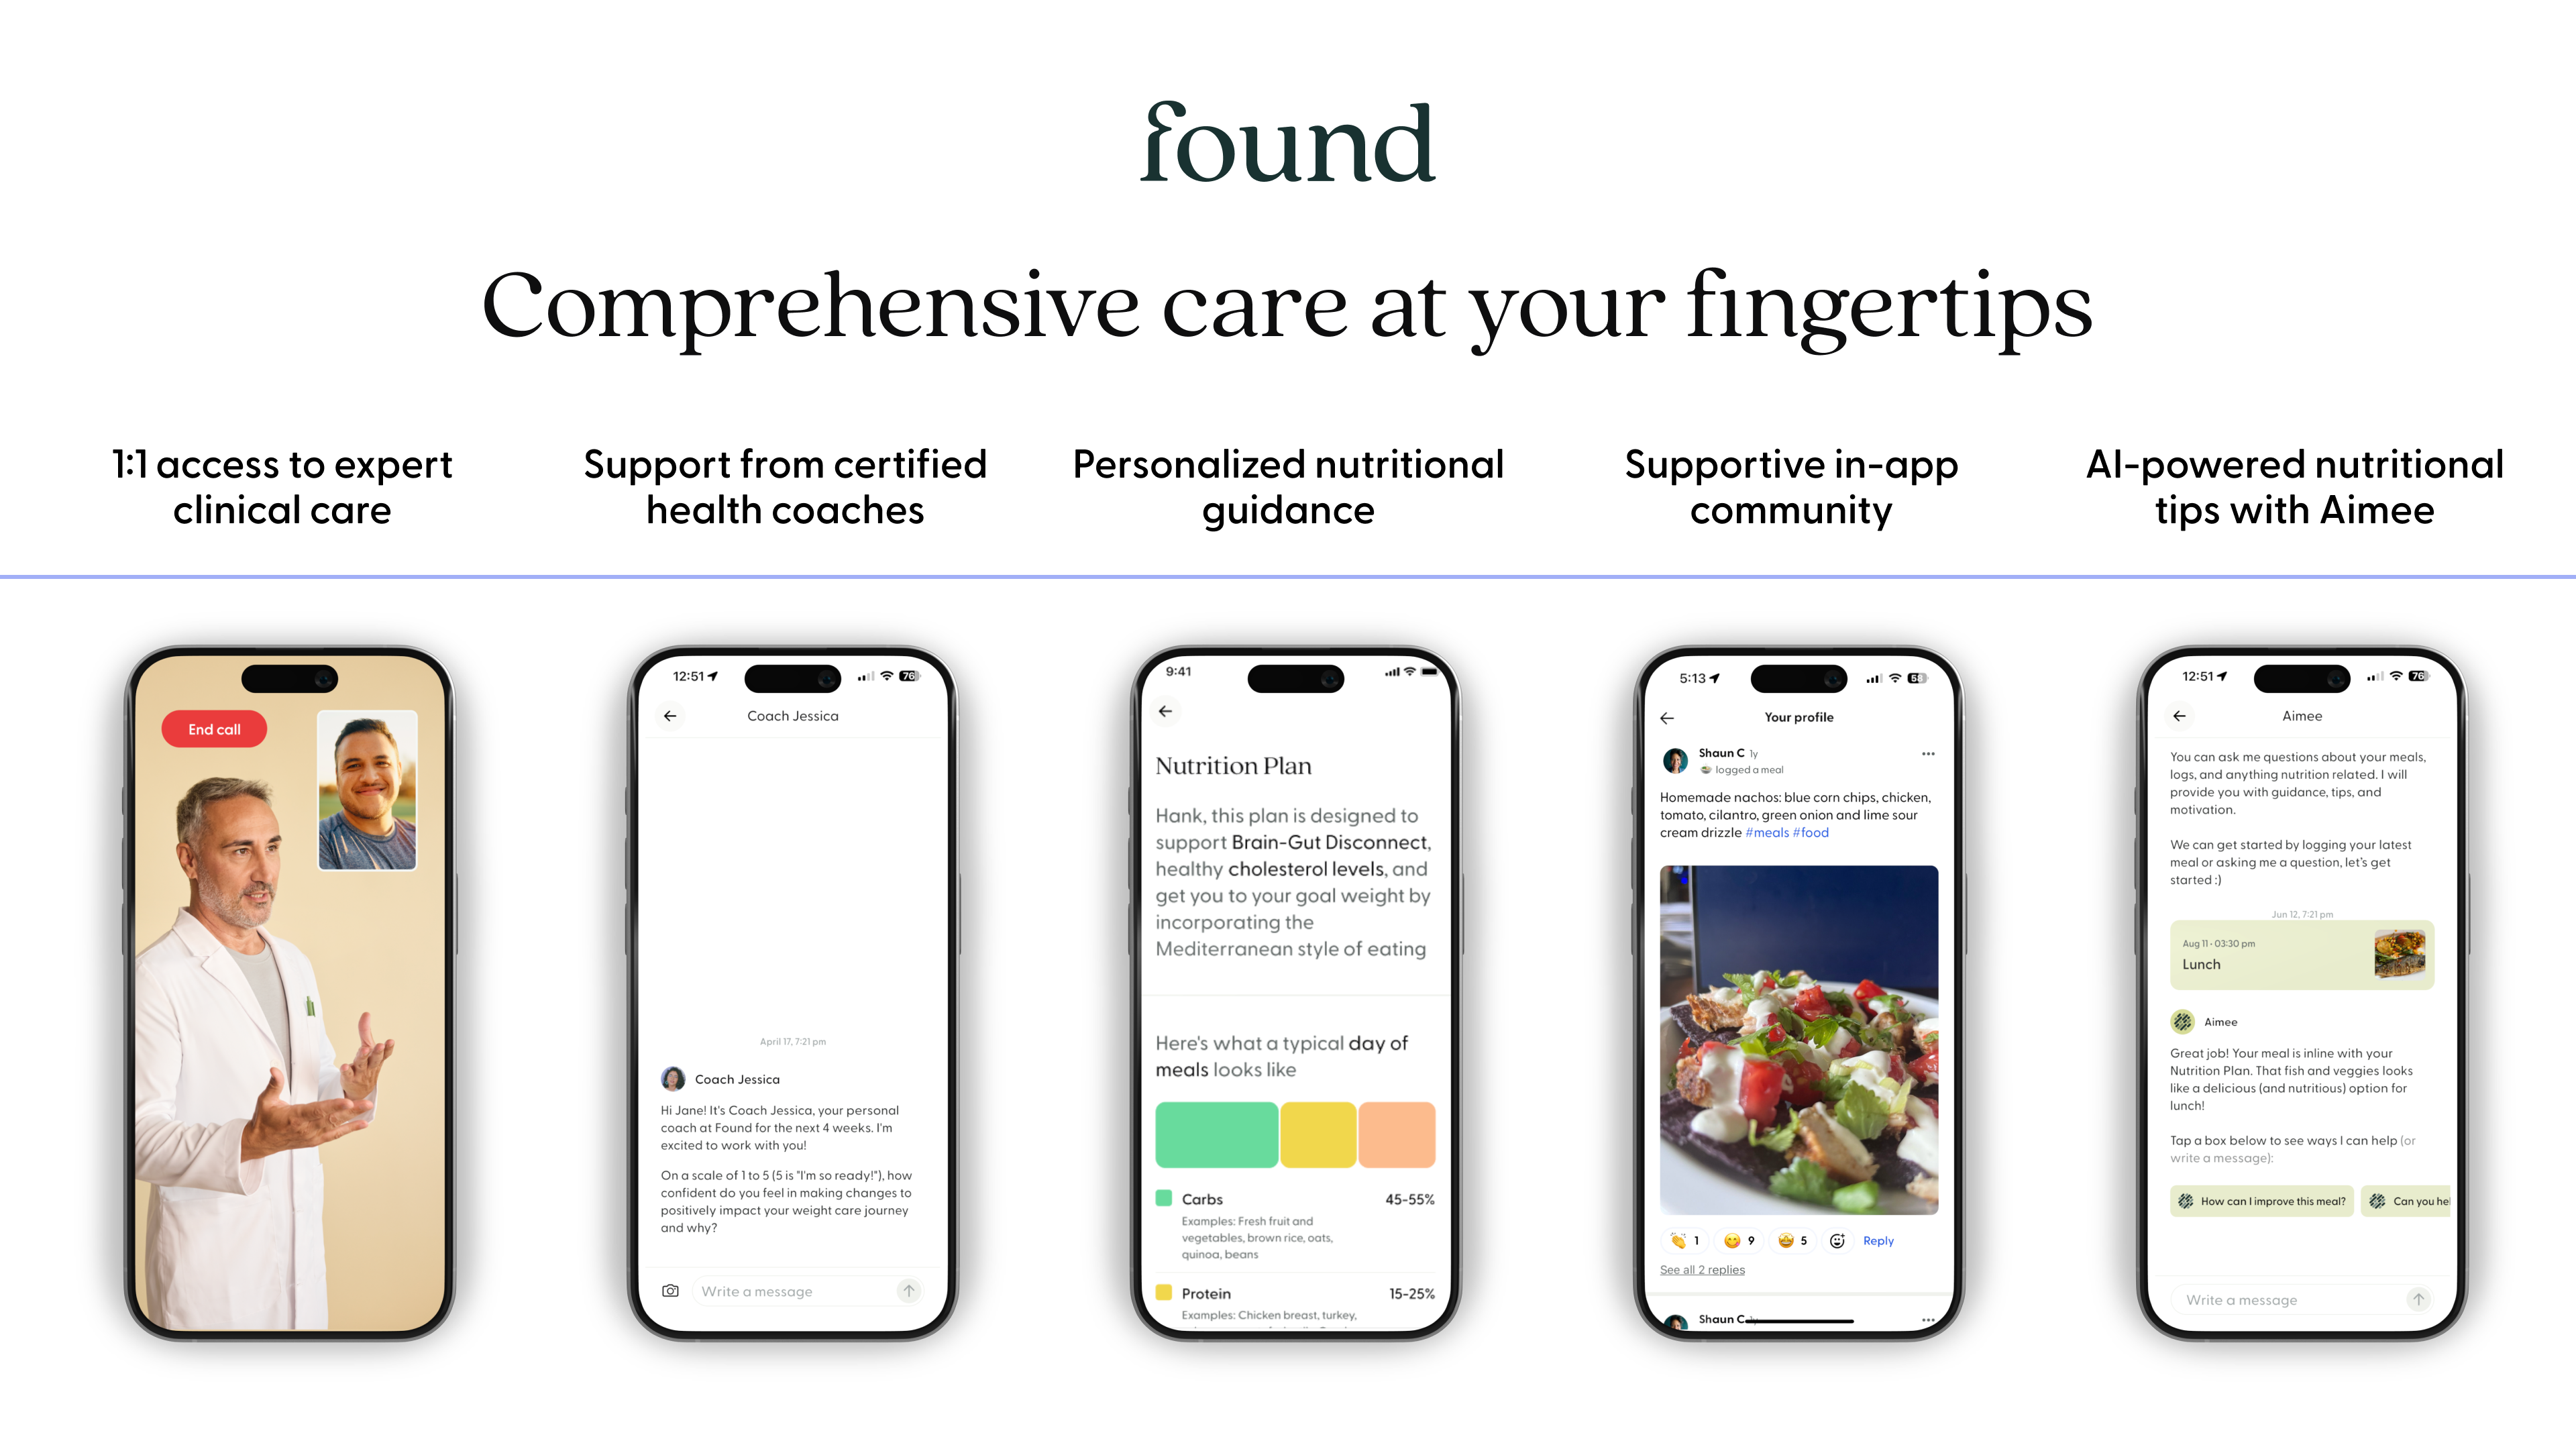 found
Comprehensive care at your fingertips
1:1 access to expert
clinical care
Support from certified
health coaches
Personalized nutritional
guidance
Supportive in-app
community
AI-powered nutritional
tips with Aimee
End call
12:51
76
Coach Jessica
April 17, 7:21 pm
Coach Jessica
Hi Jane! It's Coach Jessica, your personal
coach at Found for the next 4 weeks. I'm
excited to work with you!
On a scale of 1 to 5 (5 is "I'm so ready!"), how
confident do you feel in making changes to
positively impact your weight care journey
and why?
Write a message
9:41
Nutrition Plan
Hank, this plan is designed to
support Brain-Gut Disconnect,
healthy cholesterol levels, and
get you to your goal weight by
incorporating the
Mediterranean style of eating
Here's what a typical day of
meals looks like
Carbs 45-55%
Examples: Fresh fruit and
vegetables, brown rice, oats,
quinoa, beans
Protein 15-25%
Examples: Chicken breast, turkey,
5:13
Your profile
Shaun C 1y
logged a meal
Homemade nachos: blue corn chips, chicken,
tomato, cilantro, green onion and lime sour
cream drizzle #meals #food
1 9 5 Reply
See all 2 replies
Shaun C
12:51
76
Aimee
You can ask me questions about your meals,
logs, and anything nutrition related. I will
provide you with guidance, tips, and
motivation.
We can get started by logging your latest
meal or asking me a question, let's get
started :)
Jun 12, 7:21 pm
Aug 11 - 03:30 pm
Lunch
Aimee
Great job! Your meal is inline with your
Nutrition Plan. That fish and veggies looks
like a delicious (and nutritious) option for
lunch!
Tap a box below to see ways I can help (or
write a message):
How can I improve this meal? Can you hel
Write a message